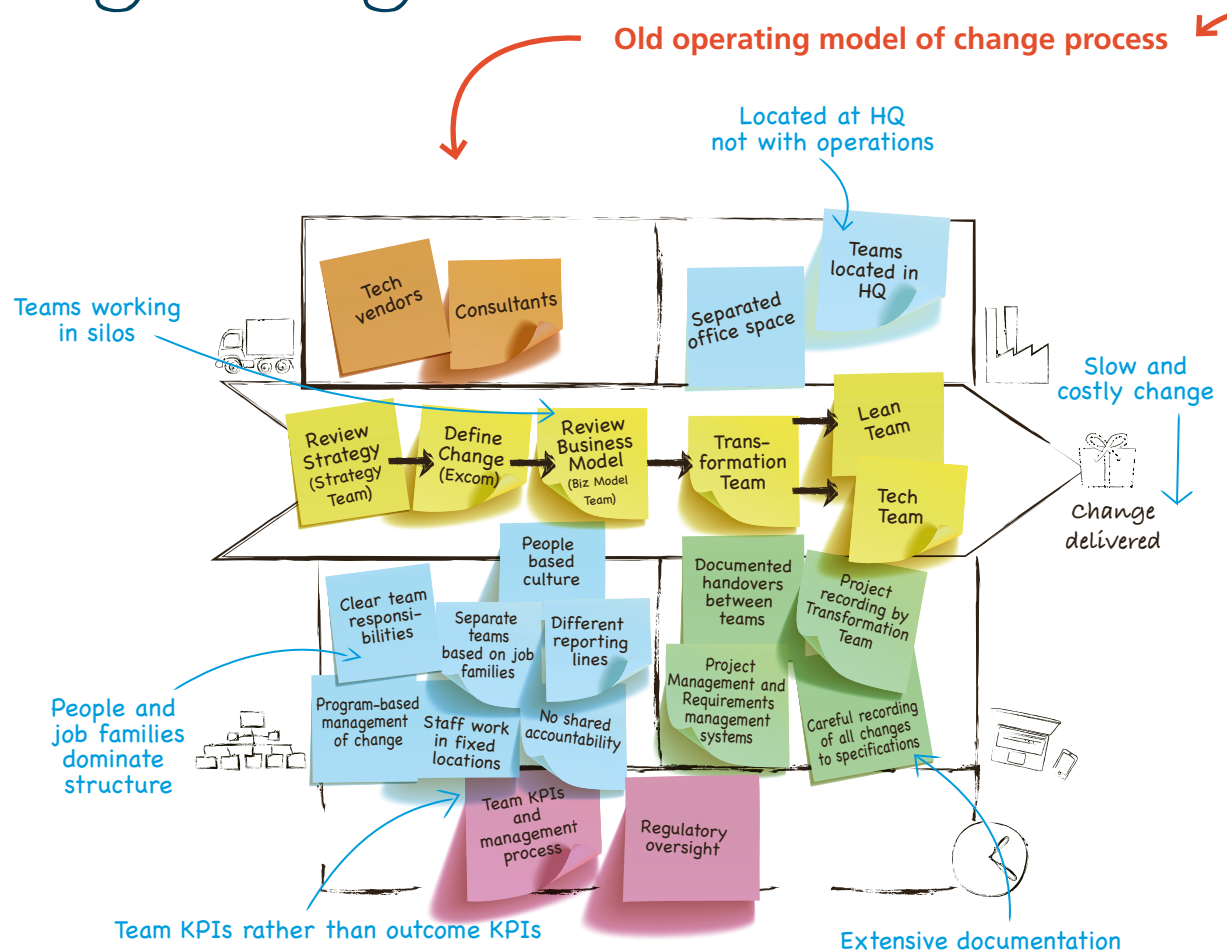 Old operating model of change process
Located at HQ
not with operations
Teams
located in
HQ
Tech
vendors
Consultants
Separated
office space
Teams working
in silos
Slow and
costly change
Review
Strategy
(Strategy
Team)
Define
Change
(Excom)
Review
Business
Model
(Biz Model
Team)
Trans-
formation
Team
Lean
Team
Tech
Team
Change
delivered
People
based
culture
Clear team
responsi-
bilities
Separate
teams
based on job
families
Different
reporting
lines
Documented
handovers
between
teams
Project
recording by
Transformation
Team
Program-based
management
of change
Staff work
in fixed
locations
No shared
accountability
Project
Management and
Requirements
management
systems
Careful recording
of all changes
to specifications
People and
job families
dominate
structure
Team KPIs
and
management
process
Regulatory
oversight
Team KPIs rather than outcome KPIs
Extensive documentation